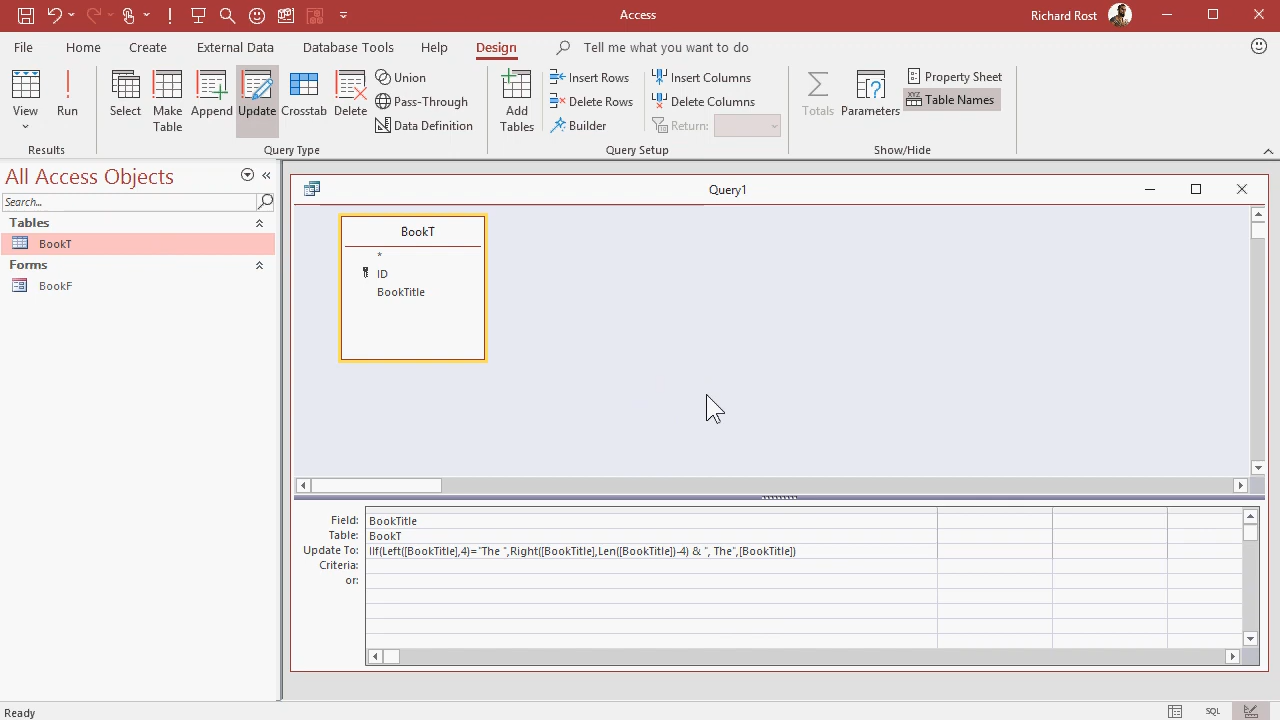 Access
Richard Rost
File Home Create External Data Database Tools Help Design Tell me what you want to do
View
Run
Results
Select
Make Table
Append
Update
Crosstab
Delete
Union
Pass-Through
Data Definition
Query Type
Add Tables
Insert Rows
Delete Rows
Builder
Insert Columns
Delete Columns
Return:
Query Setup
Totals
Parameters
Property Sheet
XYZ
Table Names
Show/Hide
All Access Objects
Search...
Tables
BookT
Forms
BookF
Query1
BookT
*
ID
BookTitle
Field: BookTitle
Table: BookT
Update To: IIf(Left([BookTitle],4)="The ",Right([BookTitle],Len([BookTitle])-4) & ", The",[BookTitle])
Criteria:
or:
Ready
SQL